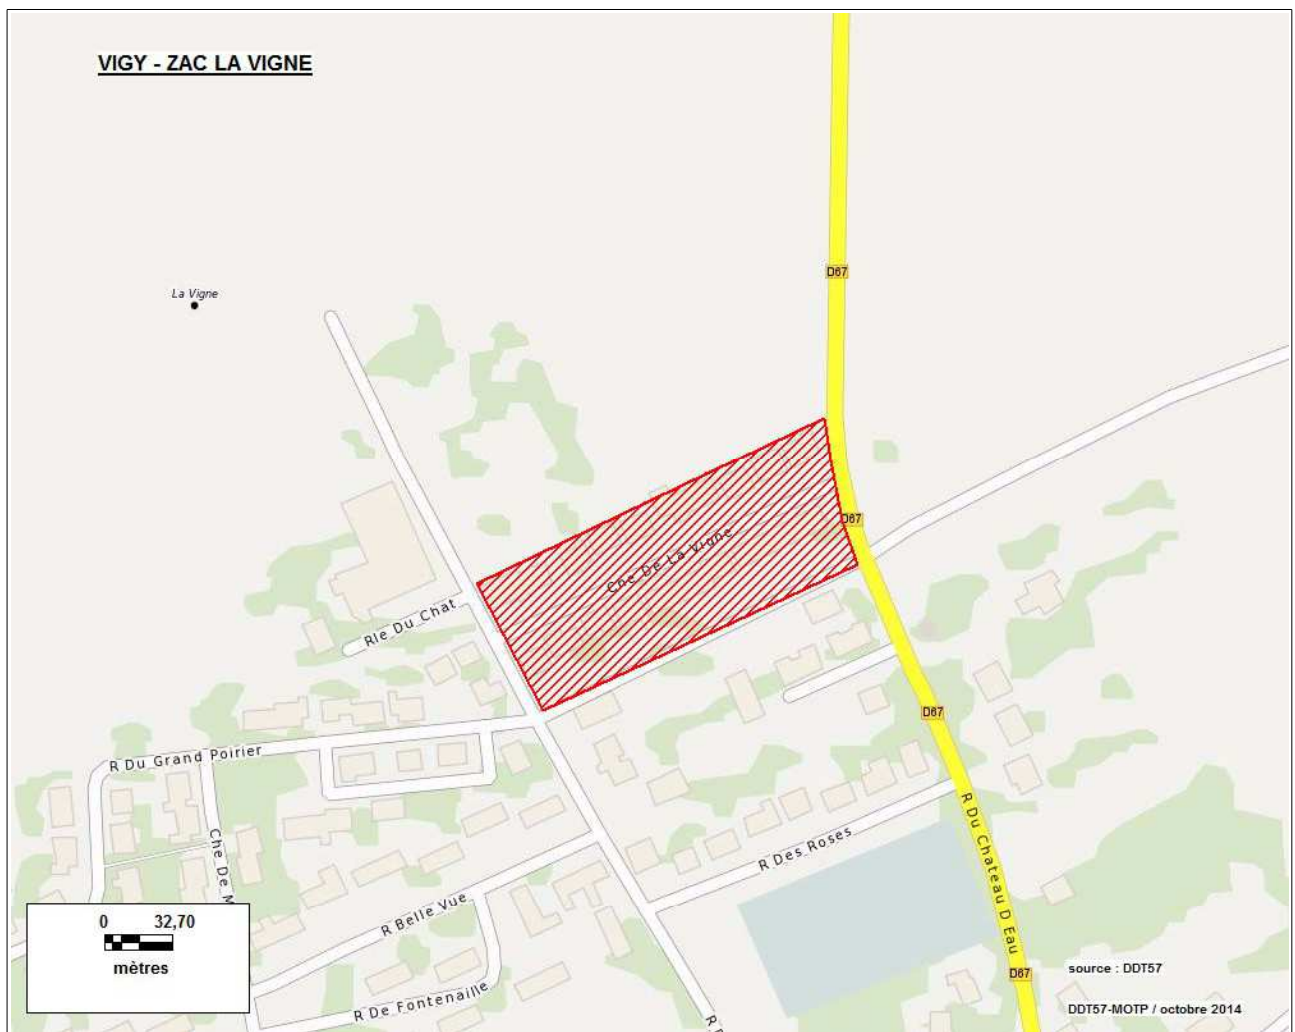 VIGY - ZAC LA VIGNE
D67
La Vigne
D67
Che De La Vigne
Rle Du Chat
D67
R Du Grand Poirier
R Du Chateau D Eau
R Des Roses
Che De
R Belle Vue
0 32,70
mètres
source : DDT57
D67
R De Fontenaille
DDT57-MOTP / octobre 2014